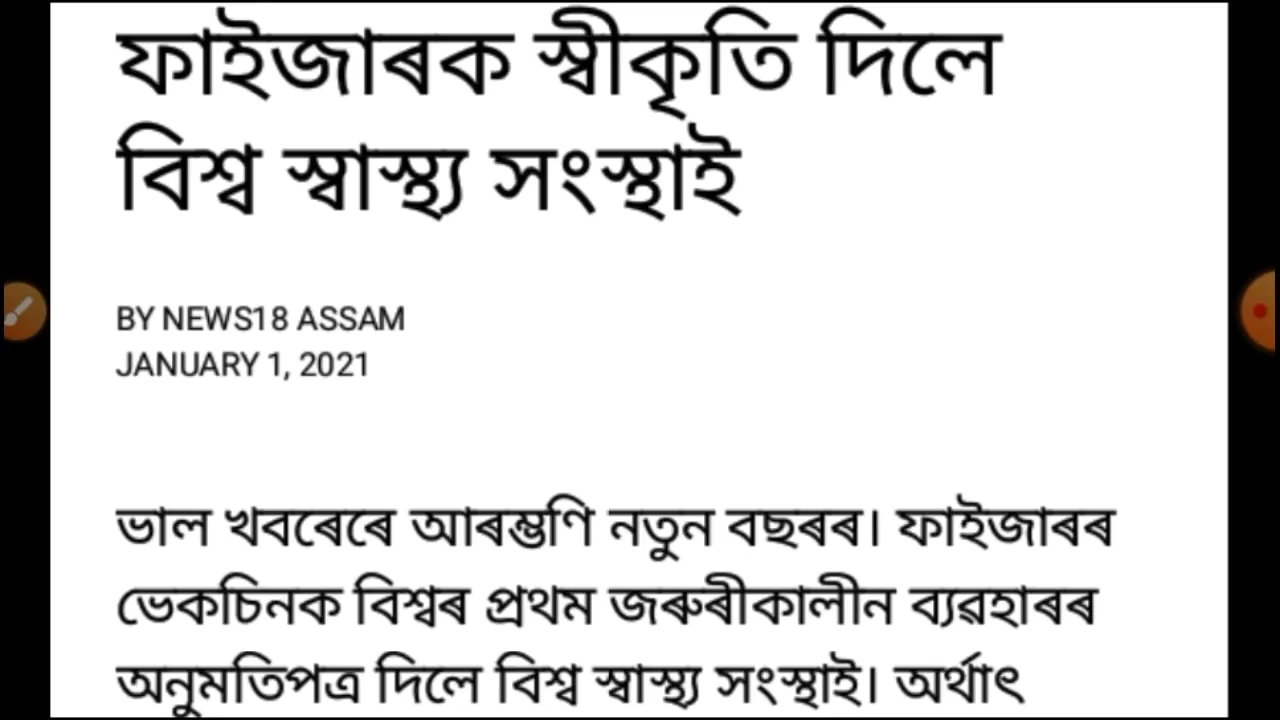 ফাইজাৰক স্বীকৃতি দিলে
বিশ্ব স্বাস্থ্য সংস্থাই
BY NEWS18 ASSAM
JANUARY 1, 2021
ভাল খবৰেৰে আৰম্ভণি নতুন বছৰৰ। ফাইজাৰৰ
ভেকচিনক বিশ্বৰ প্ৰথম জৰুৰীকালীন ব্যৱহাৰৰ
অনুমতিপত্ৰ দিলে বিশ্ব স্বাস্থ্য সংস্থাই। অৰ্থাৎ